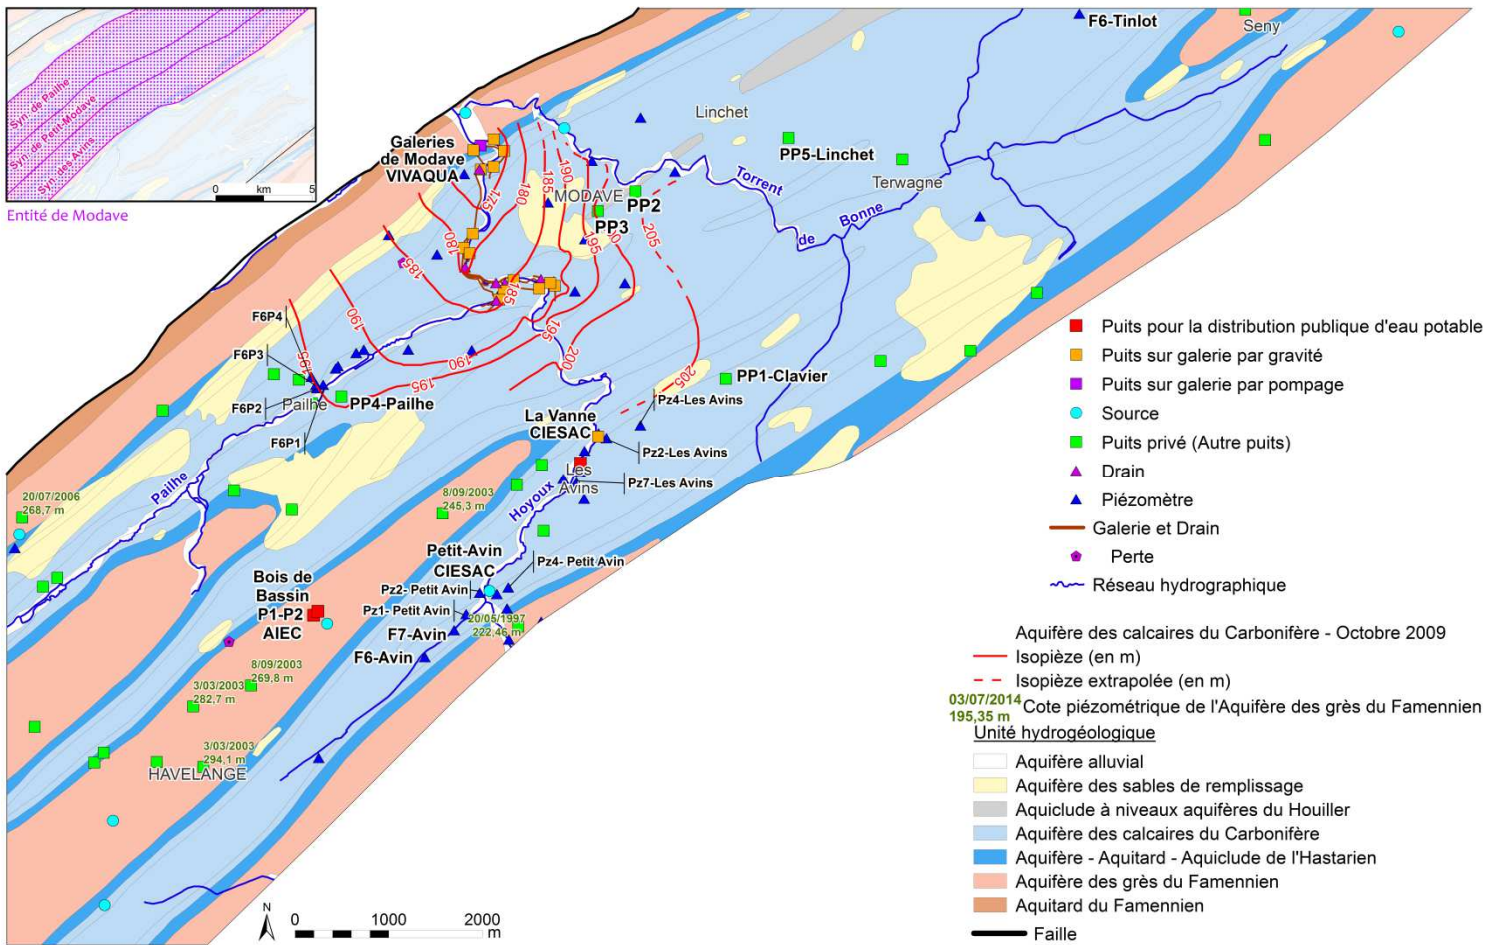 Syn. de Pailhe
Syn. de Petit-Modave
Syn. des Avins
0 km 5
Entité de Modave
F6-Tinlot
Seny
Linchet
Galeries
de Modave
VIVAQUA
PP5-Linchet
Terwagne
Torrent
de
Bonne
MODAVE
PP2
PP3
175
180
185
190
195
205
180
185
185
190
195
190
195
195
200
205
F6P4
F6P3
F6P2
F6P1
Pailhe
PP4-Pailhe
PP1-Clavier
La Vanne
CIESAC
Pz4-Les Avins
Pz2-Les Avins
Les
Avins
Pz7-Les Avins
Pailhe
20/07/2006
268,7 m
8/09/2003
245,3 m
Hoyoux
Petit-Avin
CIESAC
Pz4- Petit Avin
Pz2- Petit Avin
Pz1- Petit Avin
20/05/1997
222,46 m
F7-Avin
F6-Avin
Bois de
Bassin
P1-P2
AIEC
8/09/2003
269,8 m
3/03/2003
282,7 m
3/03/2003
294,1 m
HAVELANGE
N
0 1000 2000
m
Puits pour la distribution publique d'eau potable
Puits sur galerie par gravité
Puits sur galerie par pompage
Source
Puits privé (Autre puits)
Drain
Piézomètre
Galerie et Drain
Perte
Réseau hydrographique
Aquifère des calcaires du Carbonifère - Octobre 2009
Isopièze (en m)
Isopièze extrapolée (en m)
03/07/2014
195,35 m
Cote piézométrique de l'Aquifère des grès du Famennien
Unité hydrogéologique
Aquifère alluvial
Aquifère des sables de remplissage
Aquiclude à niveaux aquifères du Houiller
Aquifère des calcaires du Carbonifère
Aquifère - Aquitard - Aquiclude de l'Hastarien
Aquifère des grès du Famennien
Aquitard du Famennien
Faille